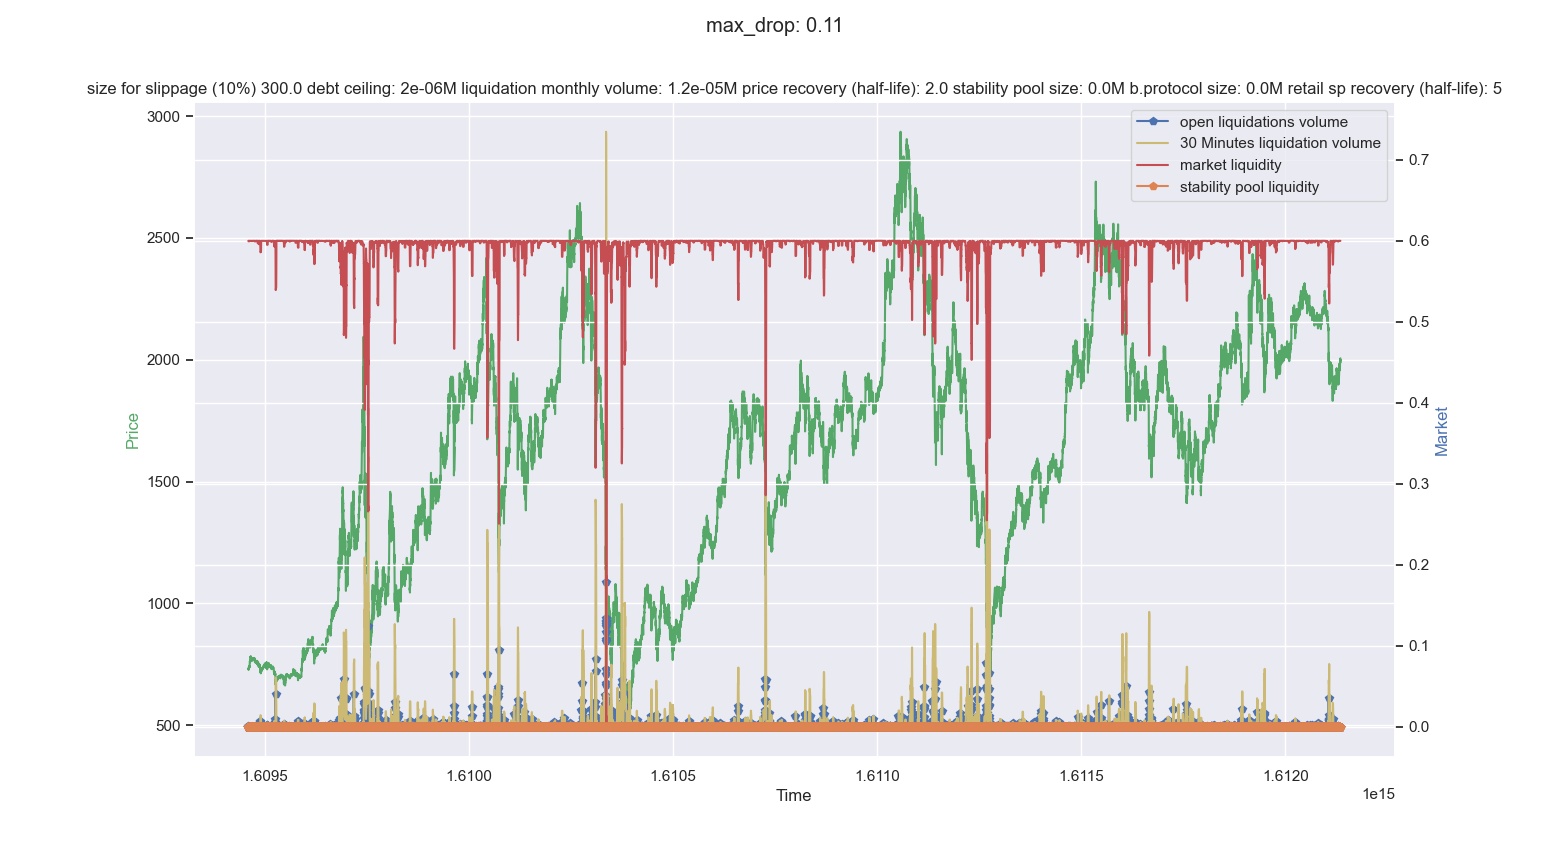 max_drop: 0.11
size for slippage (10%) 300.0 debt ceiling: 2e-06M liquidation monthly volume: 1.2e-05M price recovery (half-life): 2.0 stability pool size: 0.0M b.protocol size: 0.0M retail sp recovery (half-life): 5
open liquidations volume
30 Minutes liquidation volume
market liquidity
stability pool liquidity
3000
2500
2000
1500
1000
500
Price
0.7
0.6
0.5
0.4
0.3
0.2
0.1
0.0
Market
1.6095 1.6100 1.6105 1.6110 1.6115 1.6120
1e15
Time